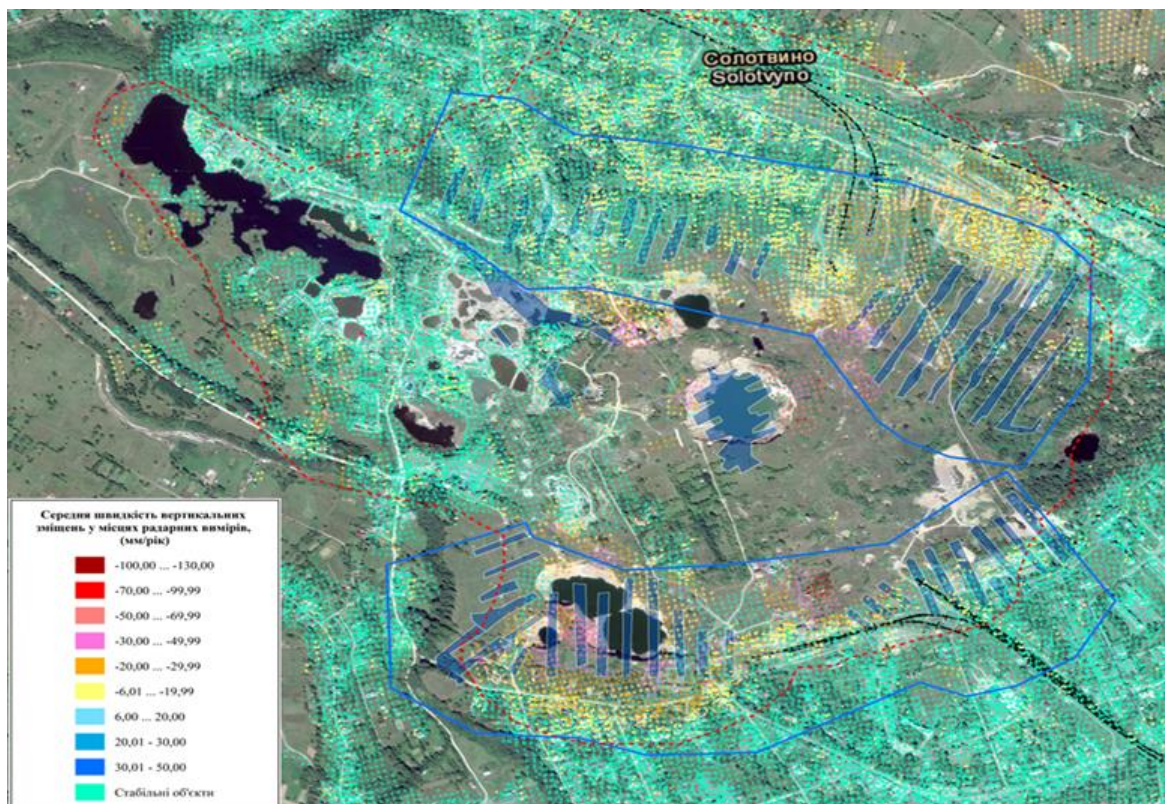 Солотвино
Solotvyno
Середня швидкість вертикальних
зміщень у місцях радарних вимірів,
(мм/рік)
-100,00 ... -130,00
-70,00 ... -99,99
-50,00 ... -69,99
-30,00 ... -49,99
-20,00 ... -29,99
-6,01 ... -19,99
6,00 ... 20,00
20,01 - 30,00
30,01 - 50,00
Стабільні об'єкти